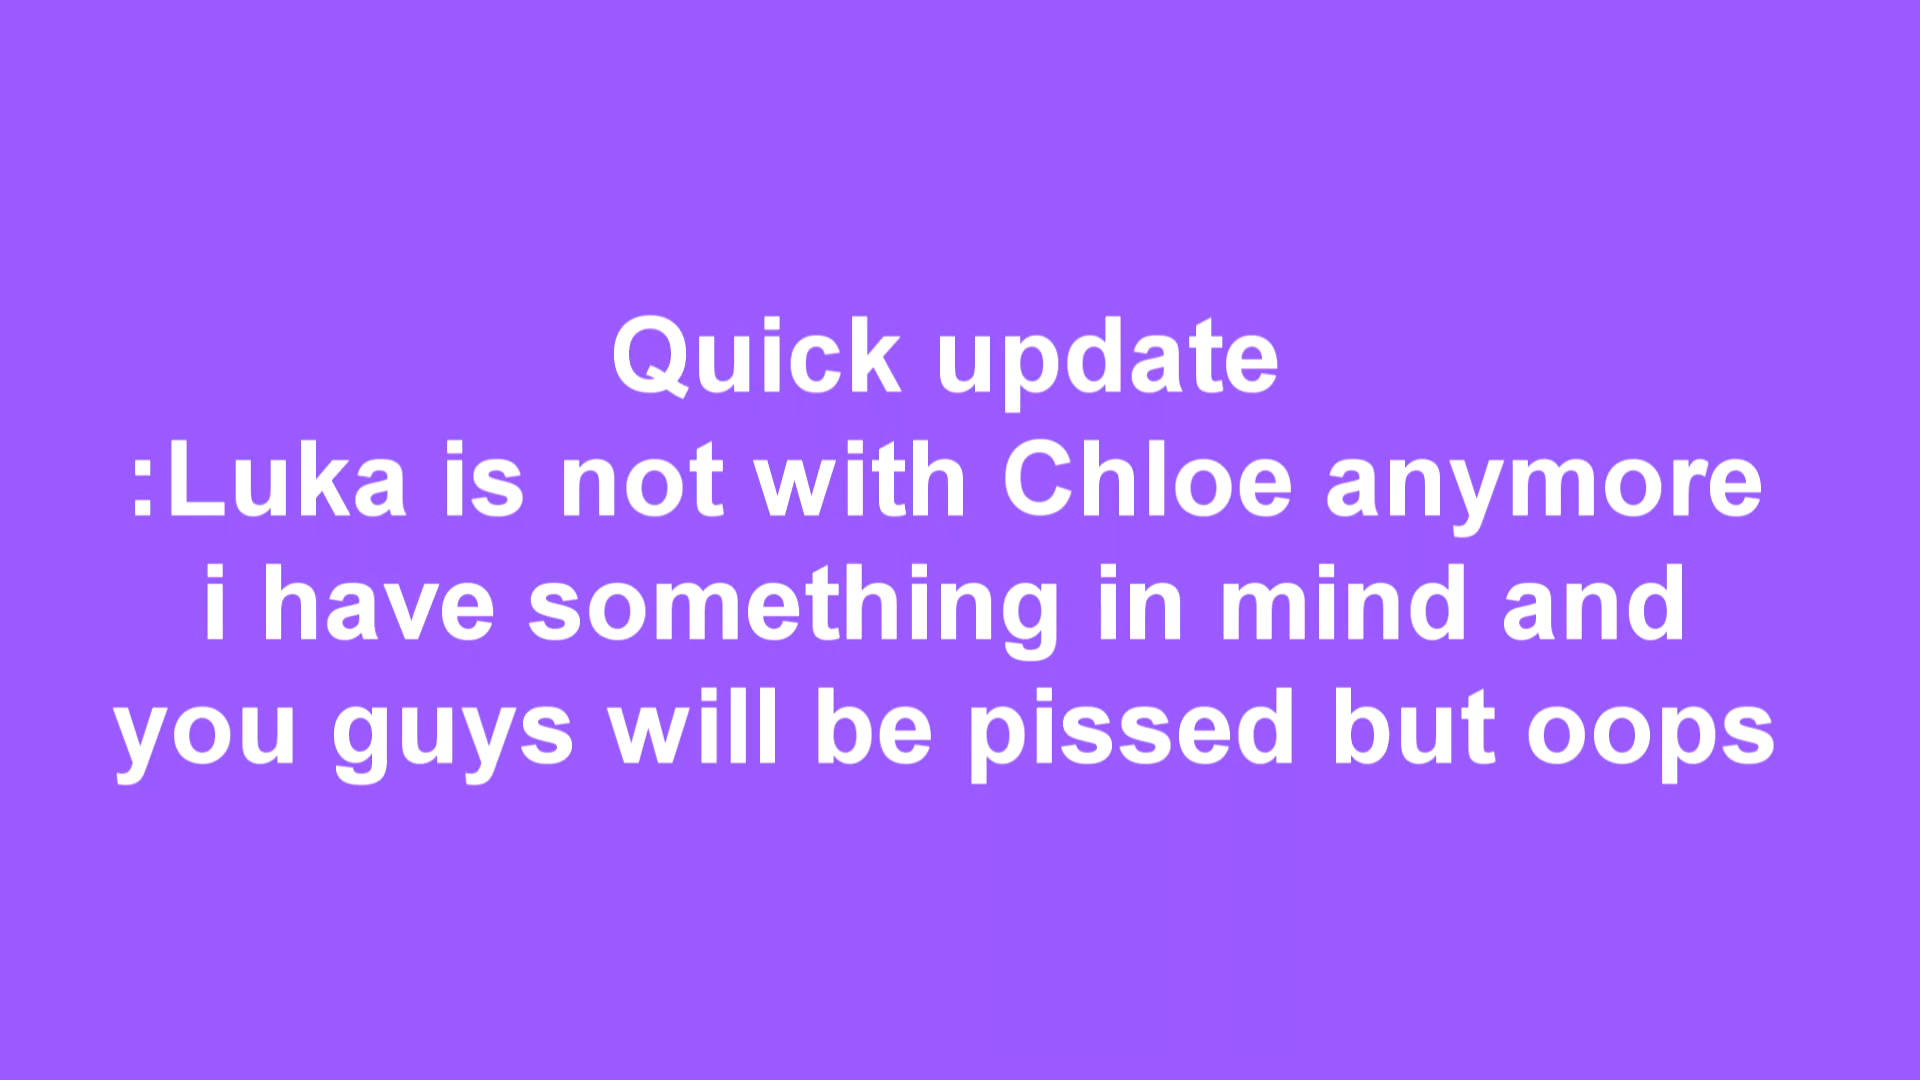 Quick update
:Luka is not with Chloe anymore
i have something in mind and
you guys will be pissed but oops